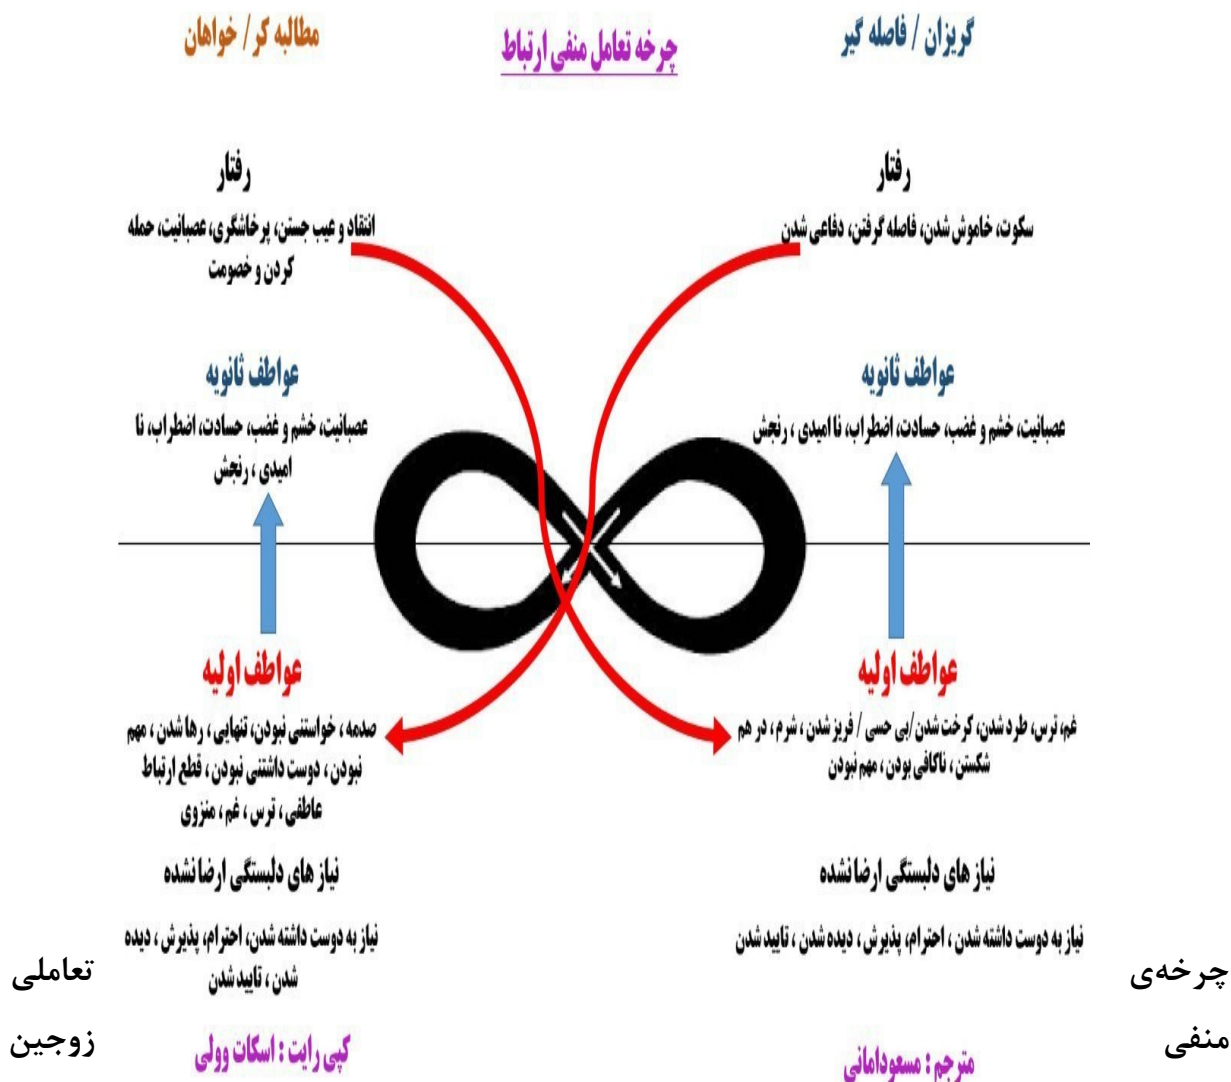 گریزان / فاصله گیر
چرخه تعامل منفی ارتباط
مطالبه کر / خواهان
رفتار
سکوت، خاموش شدن، فاصله گرفتن، دفاعی شدن
رفتار
انتقاد و عیب جستن، پرخاشگری، عصبانیت، حمله
کردن و خصومت
عواطف ثانویه
عصبانیت، خشم و غضب، حسادت، اضطراب، نا امیدی ، رنجش
عواطف ثانویه
عصبانیت، خشم و غضب، حسادت، اضطراب، نا
امیدی ، رنجش
عواطف اولیه
غم، ترس، طرد شدن، کرخت شدن/بی حسی / فریز شدن ، شرم ، در هم
شکستن ، ناکافی بودن ، مهم نبودن
عواطف اولیه
صدمه ، خواستنی نبودن، تنهایی ، رها شدن ، مهم
نبودن ، دوست داشتنی نبودن ، قطع ارتباط
عاطفی ، ترس ، غم ، منزوی
نیاز های دلبستگی ارضا نشده
نیاز به دوست داشته شدن ، احترام، پذیرش ، دیده شدن ، تایید شدن
نیاز های دلبستگی ارضا نشده
نیاز به دوست داشته شدن، احترام، پذیرش ، دیده
شدن ، تایید شدن
مترجم : مسعودامانی
کپی رایت : اسکات وولی
چرخه‌ی تعاملی
منفی زوجین